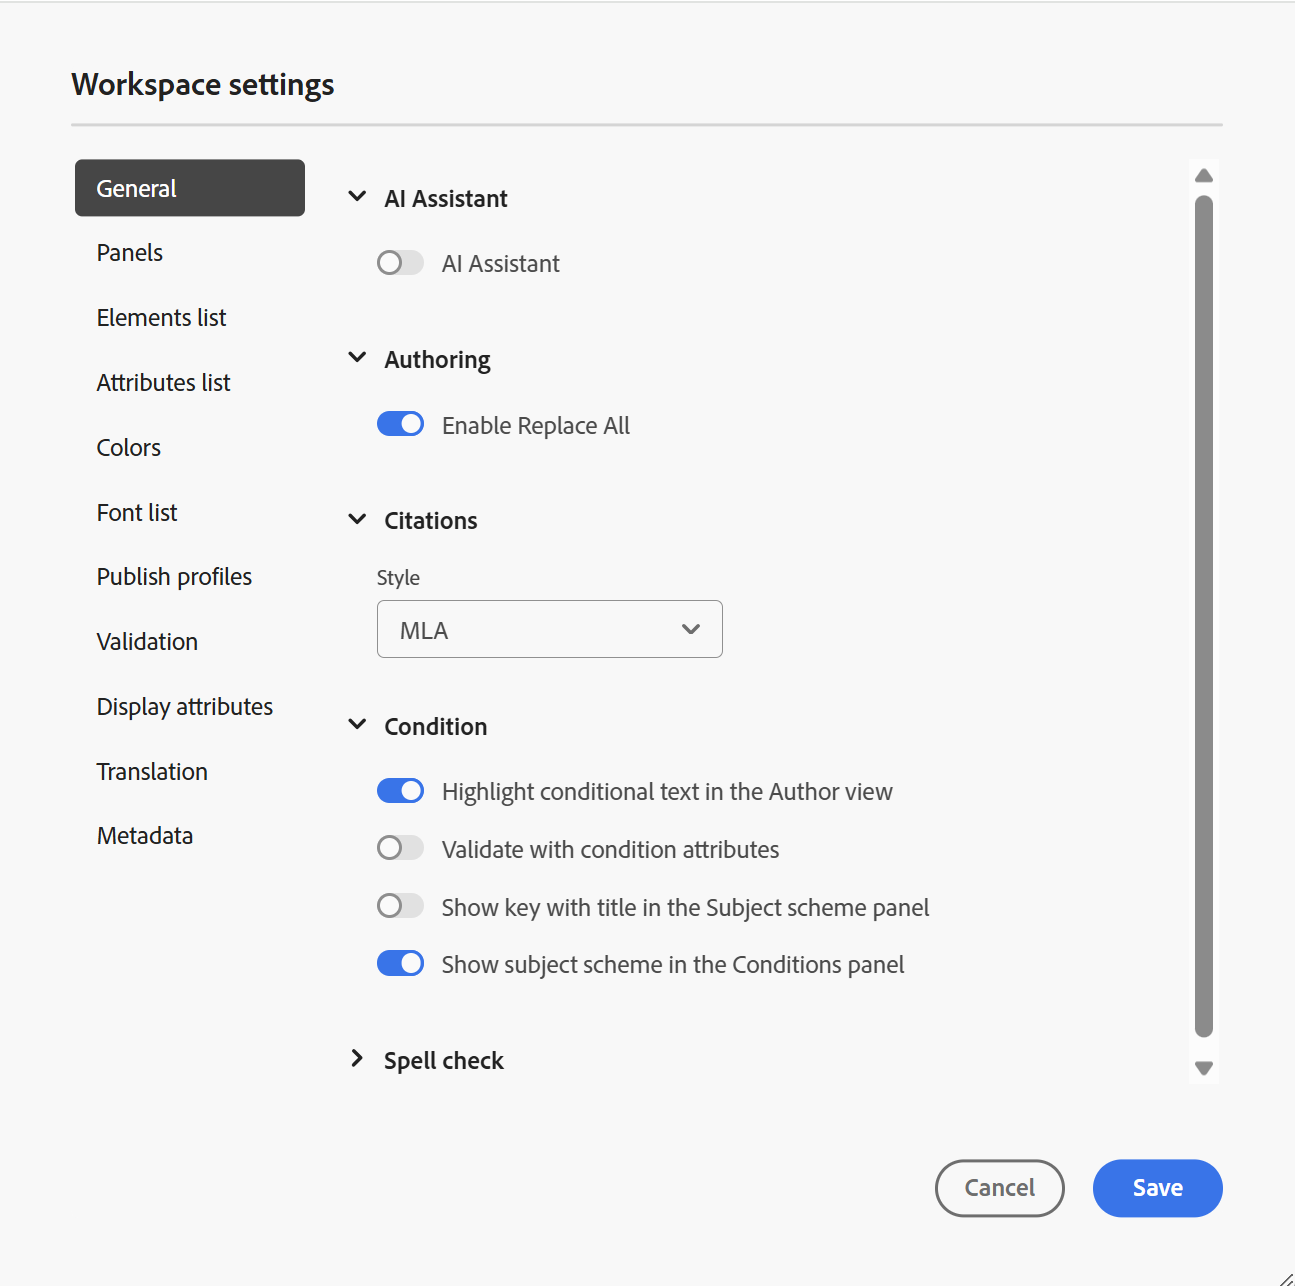 Workspace settings
General
Panels
Elements list
Attributes list
Colors
Font list
Publish profiles
Validation
Display attributes
Translation
Metadata
AI Assistant
AI Assistant
Authoring
Enable Replace All
Citations
Style
MLA
Condition
Highlight conditional text in the Author view
Validate with condition attributes
Show key with title in the Subject scheme panel
Show subject scheme in the Conditions panel
Spell check
Cancel
Save